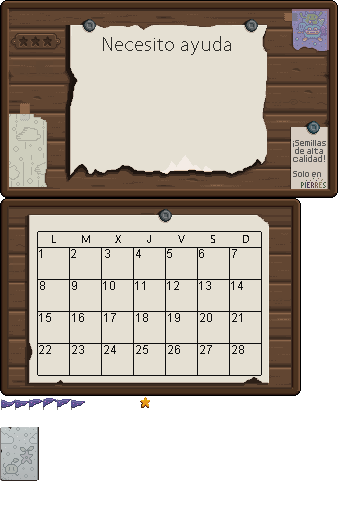 Necesito ayuda
¡Semillas
de alta
calidad!
Solo en
PIERRES
L M X J V S D
1 2 3 4 5 6 7
8 9 10 11 12 13 14
15 16 17 18 19 20 21
22 23 24 25 26 27 28